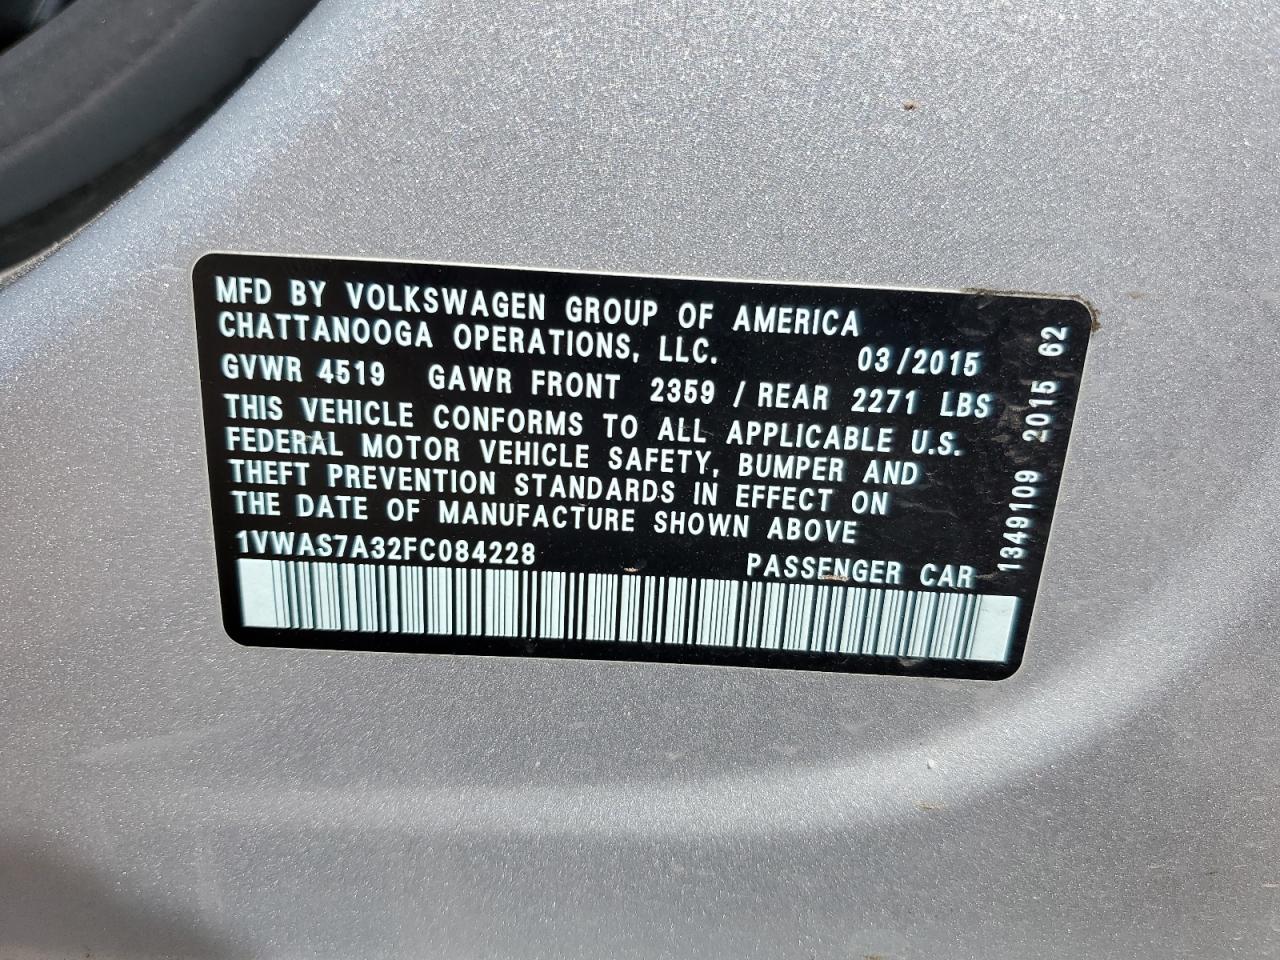 MFD BY VOLKSWAGEN GROUP OF AMERICA
CHATTANOOGA OPERATIONS, LLC. 03/2015
GVWR 4519 GAWR FRONT 2359 / REAR 2271 LBS
THIS VEHICLE CONFORMS TO ALL APPLICABLE U.S.
FEDERAL MOTOR VEHICLE SAFETY, BUMPER AND
THEFT PREVENTION STANDARDS IN EFFECT ON
THE DATE OF MANUFACTURE SHOWN ABOVE
1VWAS7A32FC084228 PASSENGER CAR
1349109 2015 62